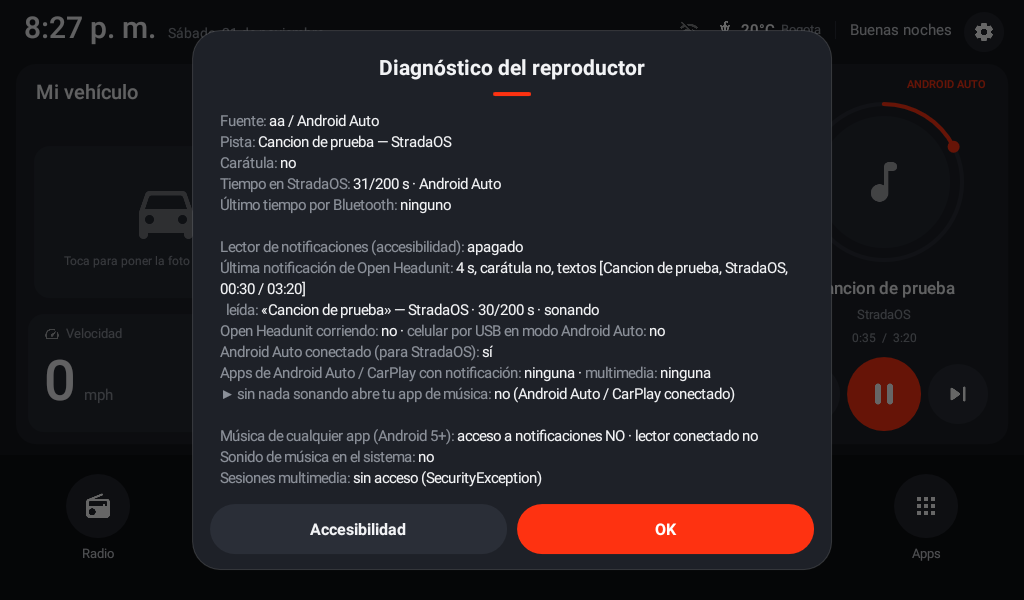 8:27 p. m.
20°C
Bogota
Buenas noches
Mi vehículo
ANDROID AUTO
Diagnóstico del reproductor
Fuente: aa / Android Auto
Pista: Cancion de prueba — StradaOS
Carátula: no
Tiempo en StradaOS: 31/200 s · Android Auto
Último tiempo por Bluetooth: ninguno
Lector de notificaciones (accesibilidad): apagado
Última notificación de Open Headunit: 4 s, carátula no, textos [Cancion de prueba, StradaOS,
00:30 / 03:20]
leída: «Cancion de prueba» — StradaOS · 30/200 s · sonando
Open Headunit corriendo: no · celular por USB en modo Android Auto: no
Android Auto conectado (para StradaOS): sí
Apps de Android Auto / CarPlay con notificación: ninguna · multimedia: ninguna
► sin nada sonando abre tu app de música: no (Android Auto / CarPlay conectado)
Música de cualquier app (Android 5+): acceso a notificaciones NO · lector conectado no
Sonido de música en el sistema: no
Sesiones multimedia: sin acceso (SecurityException)
Accesibilidad
OK
Toca para poner la foto
Velocidad
0 mph
ncion de prueba
StradaOS
0:35 / 3:20
Radio
Apps